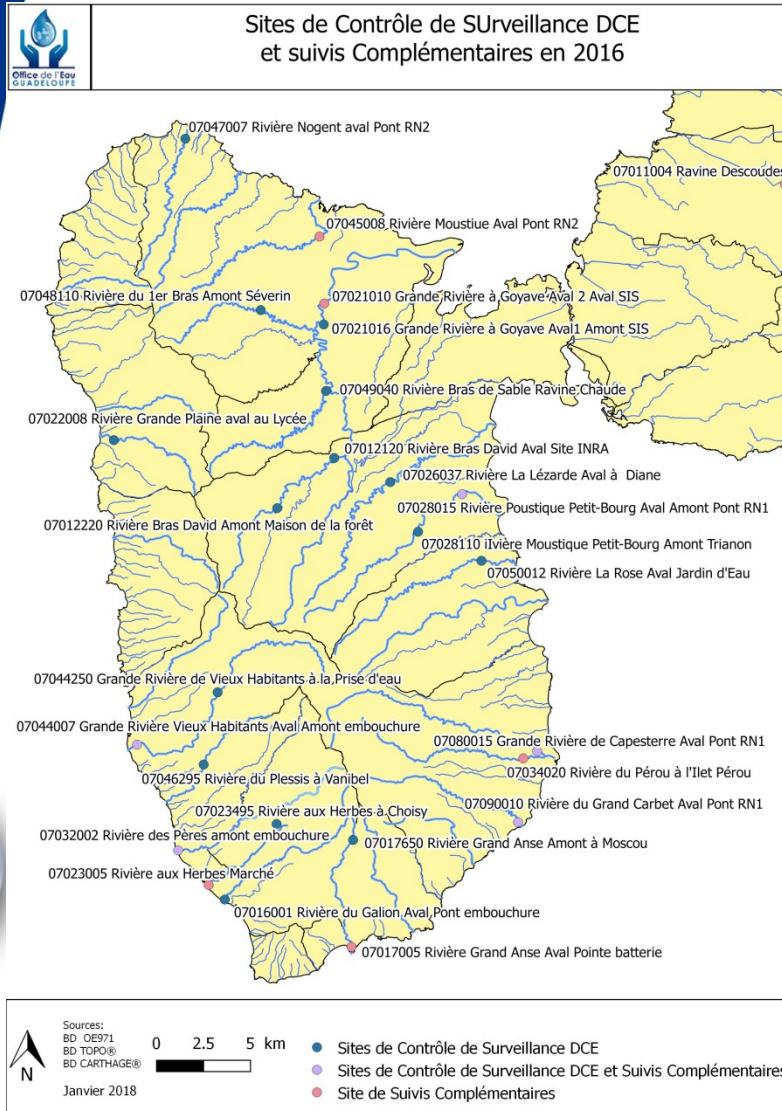 Office de l'Eau
GUADELOUPE
Sites de Contrôle de SUrveillance DCE
et suivis Complémentaires en 2016
07047007 Rivière Nogent aval Pont RN2
07011004 Ravine Descoudes
07045008 Rivière Moustiue Aval Pont RN2
07048110 Rivière du 1er Bras Amont Séverin
07021010 Grande Rivière à Goyave Aval 2 Aval SIS
07021016 Grande Rivière à Goyave Aval1 Amont SIS
07049040 Rivière Bras de Sable Ravine Chaude
07022008 Rivière Grande Plaine aval au Lycée
07012120 Rivière Bras David Aval Site INRA
07026037 Rivière La Lézarde Aval à Diane
07028015 Rivière Poustique Petit-Bourg Aval Amont Pont RN1
07012220 Rivière Bras David Amont Maison de la forêt
07028110 iIvière Moustique Petit-Bourg Amont Trianon
07050012 Rivière La Rose Aval Jardin d'Eau
07044250 Grande Rivière de Vieux Habitants à la Prise d'eau
07044007 Grande Rivière Vieux Habitants Aval Amont embouchure
07080015 Grande Rivière de Capesterre Aval Pont RN1
07034020 Rivière du Pérou à l'Ilet Pérou
07046295 Rivière du Plessis à Vanibel
07090010 Rivière du Grand Carbet Aval Pont RN1
07023495 Rivière aux Herbes à Choisy
07032002 Rivière des Pères amont embouchure
07017650 Rivière Grand Anse Amont à Moscou
07023005 Rivière aux Herbes Marché
07016001 Rivière du Galion Aval Pont embouchure
07017005 Rivière Grand Anse Aval Pointe batterie
N
Sources:
BD OE971
BD TOPO®
BD CARTHAGE®
Janvier 2018
0 2.5 5 km
Sites de Contrôle de Surveillance DCE
Sites de Contrôle de Surveillance DCE et Suivis Complémentaires
Site de Suivis Complémentaires